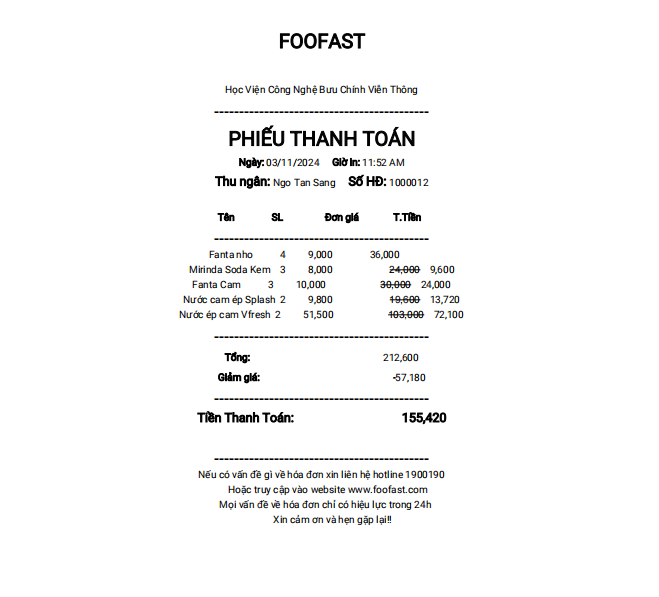 FOOFAST
Học Viện Công Nghệ Bưu Chính Viễn Thông
-------------------------------------------
PHIẾU THANH TOÁN
Ngày: 03/11/2024 Giờ in: 11:52 AM
Thu ngân: Ngo Tan Sang Số HĐ: 1000012
Tên SL Đơn giá T.Tiền
-------------------------------------------
Fanta nho 4 9,000 36,000
Mirinda Soda Kem 3 8,000 24,000 9,600
Fanta Cam 3 10,000 30,000 24,000
Nước cam ép Splash 2 9,800 19,600 13,720
Nước ép cam Vfresh 2 51,500 103,000 72,100
-------------------------------------------
Tổng: 212,600
Giảm giá: -57,180
-------------------------------------------
Tiền Thanh Toán: 155,420
-------------------------------------------
Nếu có vấn đề gì về hóa đơn xin liên hệ hotline 1900190
Hoặc truy cập vào website www.foofast.com
Mọi vấn đề về hóa đơn chỉ có hiệu lực trong 24h
Xin cảm ơn và hẹn gặp lại!!